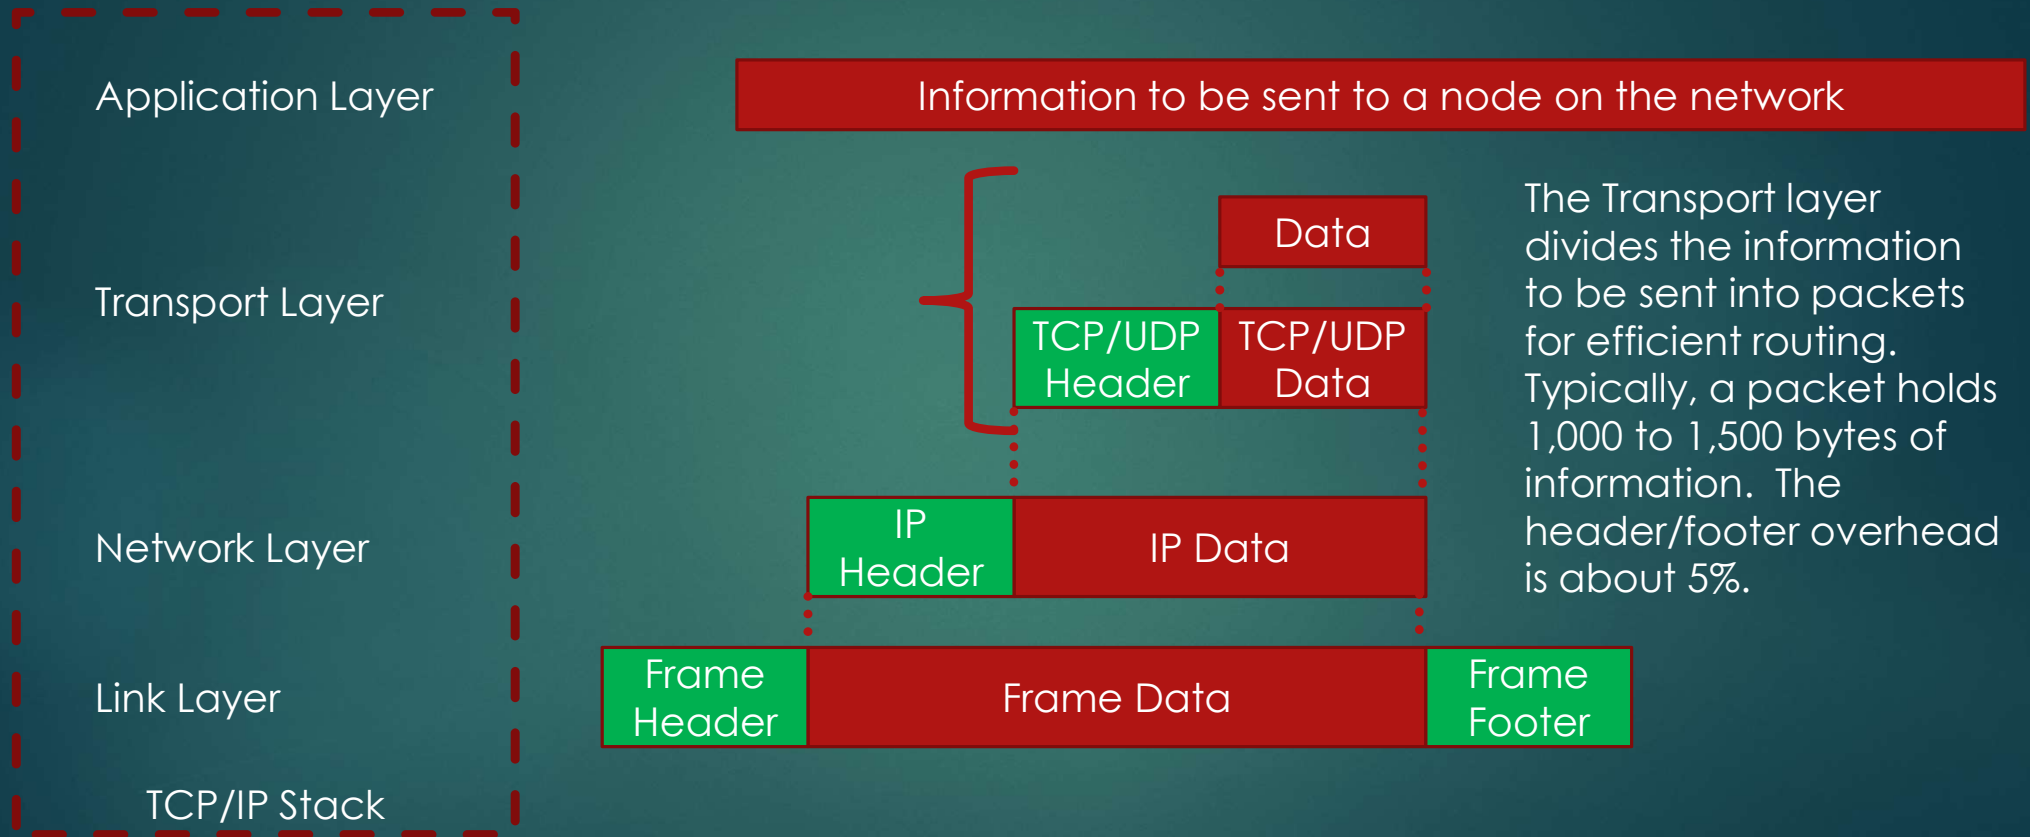 Application Layer
Information to be sent to a node on the network
Transport Layer
Data
TCP/UDP
Header
TCP/UDP
Data
The Transport layer
divides the information
to be sent into packets
for efficient routing.
Typically, a packet holds
1,000 to 1,500 bytes of
information.  The
header/footer overhead
is about 5%.
Network Layer
IP
Header
IP Data
Link Layer
Frame
Header
Frame Data
Frame
Footer
TCP/IP Stack